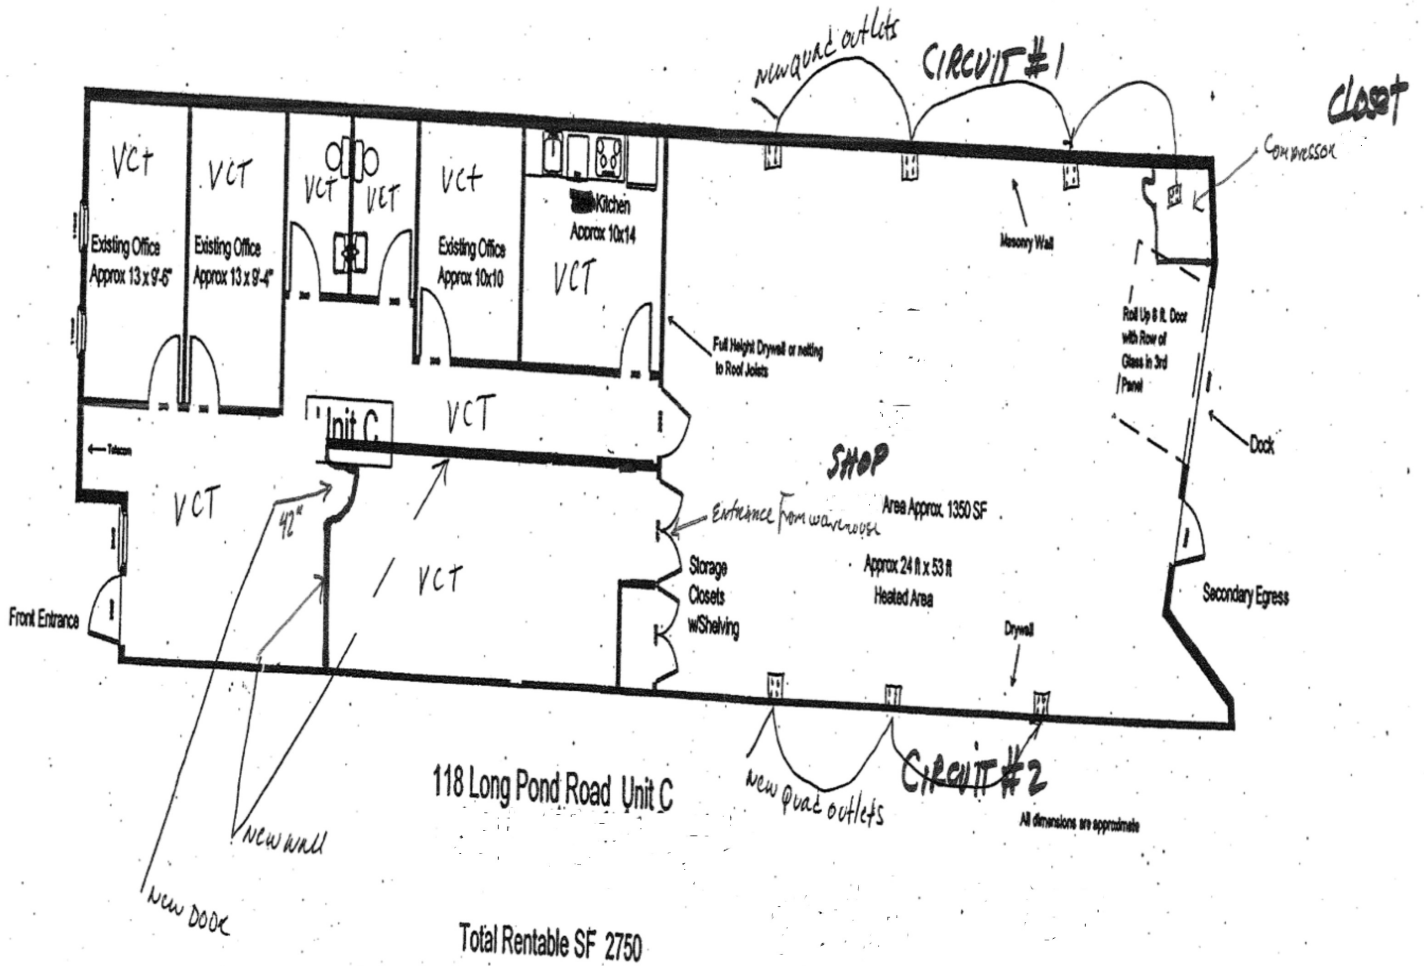 New Quad outlets
CIRCUIT #1
Closet
Compressor
VCT
VCT
VCT
VCT
VCT
Kitchen
Approx 10x14
VCT
Masonry Wall
Existing Office
Approx 13 x 9'-6"
Existing Office
Approx 13 x 9'-4"
Existing Office
Approx 10x10
Roll Up 8 ft. Door
with Row of
Glass in 3rd
Panel
Full Height Drywall or netting
to Roof Joists
Unit C
VCT
Dock
Telecom
SHOP
VCT
42"
Entrance From warehouse
Area Approx. 1350 SF
VCT
Storage
Closets
w/Shelving
Approx 24 ft x 53 ft
Heated Area
Secondary Egress
Front Entrance
Drywall
118 Long Pond Road Unit C
New Quad outlets
CIRCUIT #2
All dimensions are approximate
New wall
New Door
Total Rentable SF 2750